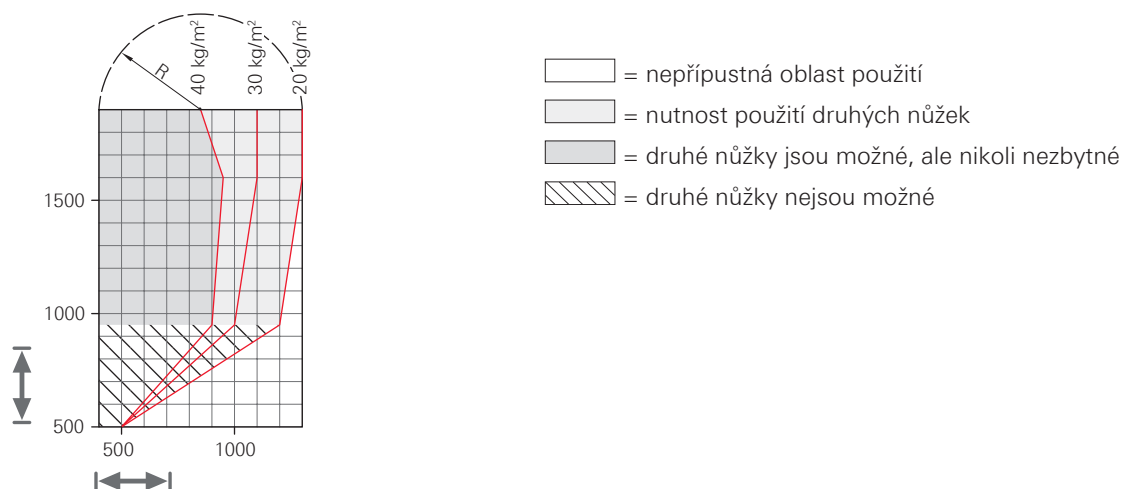 40 kg/m²
30 kg/m²
20 kg/m²
R
1500
1000
500
500
1000
= nepřípustná oblast použití
= nutnost použití druhých nůžek
= druhé nůžky jsou možné, ale nikoli nezbytné
= druhé nůžky nejsou možné